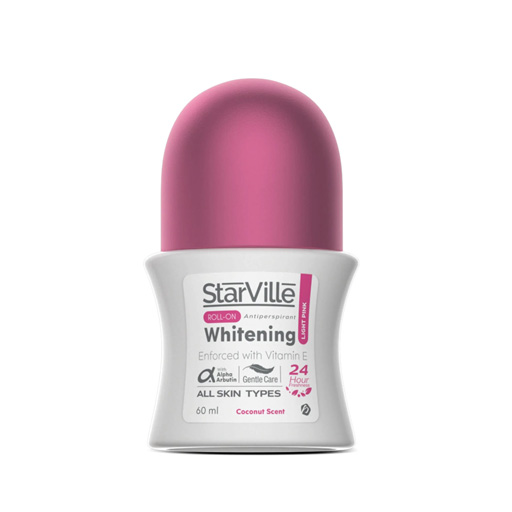 StarVille
ROLL-ON Antiperspirant
LIGHT PINK
Whitening
Enforced with Vitamin E
α with Alpha Arbutin
Gentle Care
24 Hour
ALL SKIN TYPES
60 ml Coconut Scent